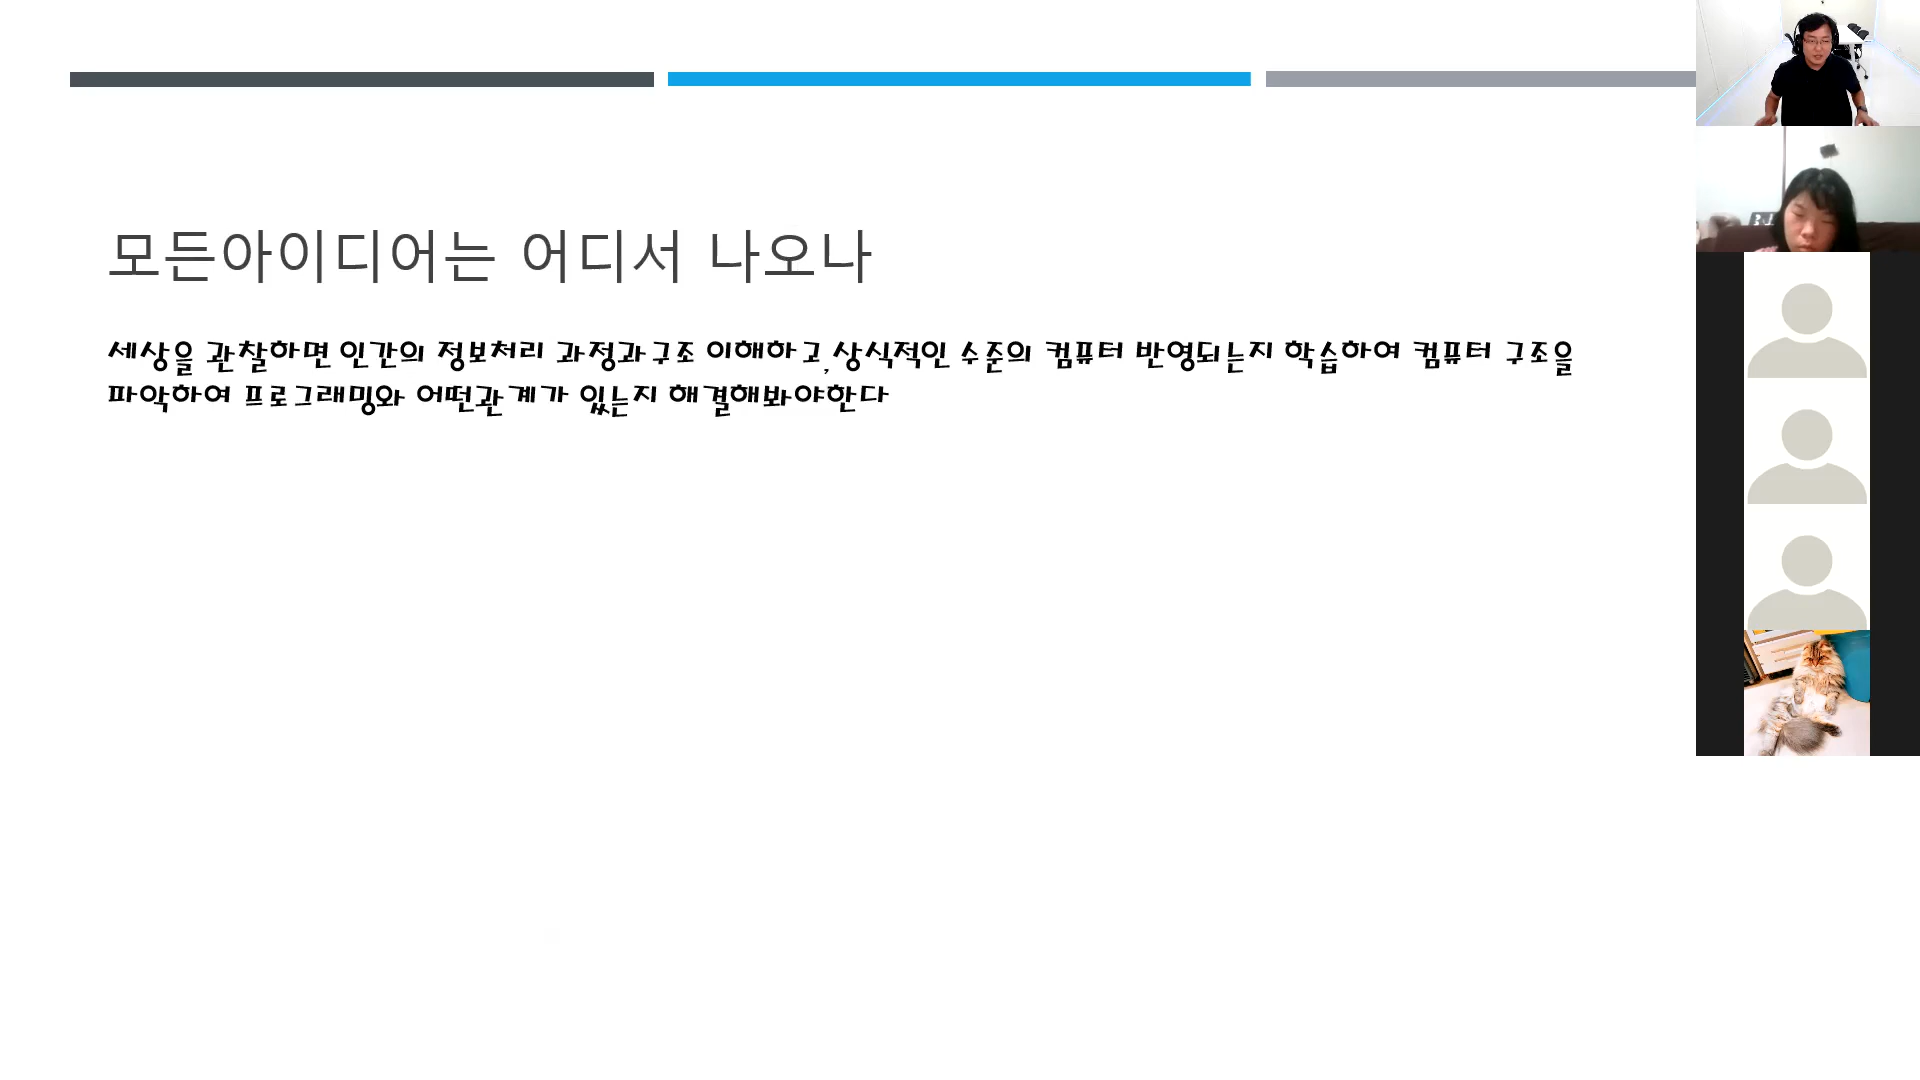 모든아이디어는 어디서 나오나
세상을 관찰하면 인간의 정보처리 과정과구조 이해하고,상식적인 수준의 컴퓨터 반영되는지 학습하여 컴퓨터 구조을
파악하여 프로그래밍와 어떤관계가 있는지 해결해봐야한다